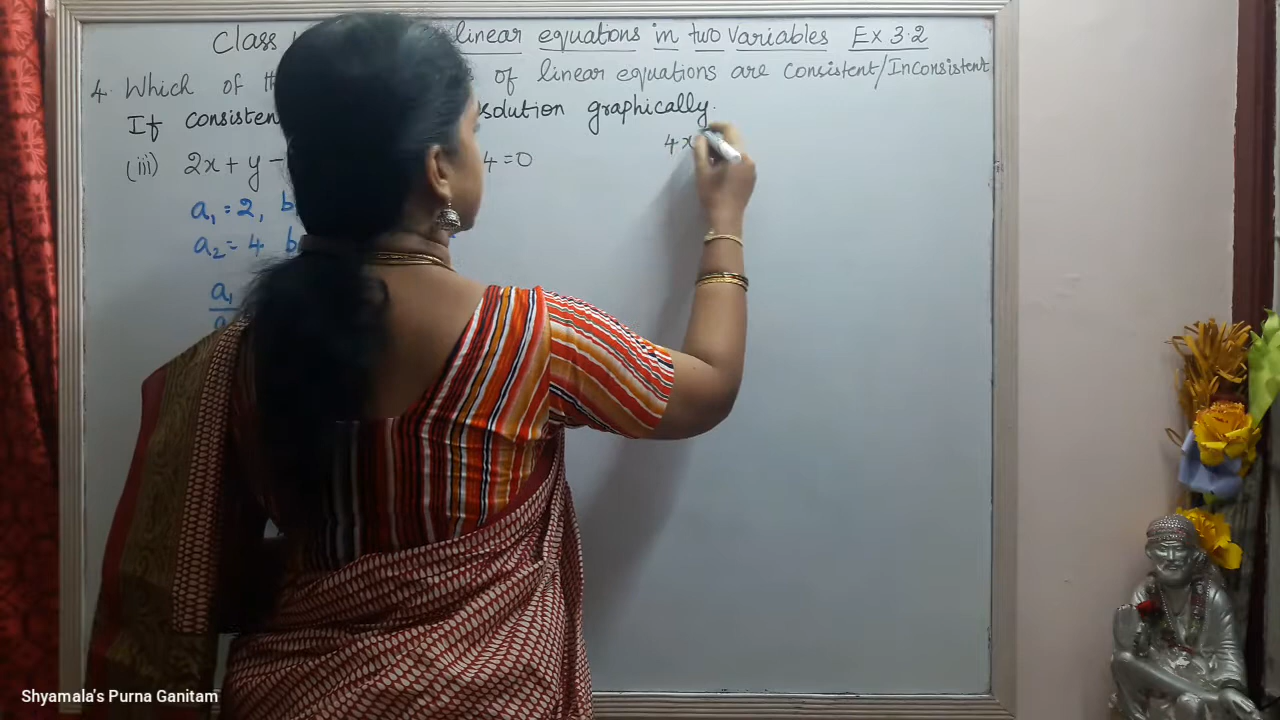 Class linear equations in two variables Ex 3.2
4. Which of of linear equations are consistent/Inconsistent
If solution graphically.
4x
(iii) 2x + y - 4 = 0
a₁ = 2,
a₂ = 4
a₁
Shyamala's Purna Ganitam